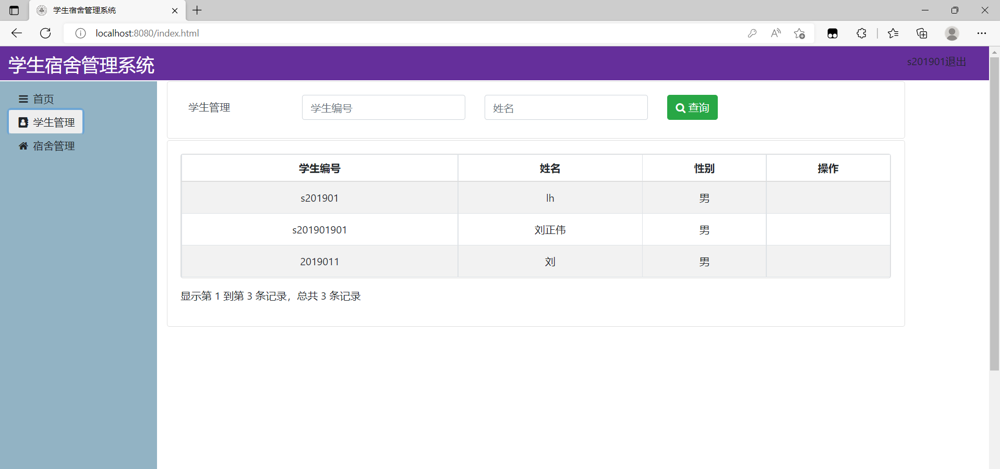 学生宿舍管理系统
localhost:8080/index.html
学生宿舍管理系统
s201901退出
首页
学生管理
宿舍管理
学生管理 学生编号 姓名 查询
学生编号 姓名 性别 操作
s201901 lh 男
s201901901 刘正伟 男
2019011 刘 男
显示第 1 到第 3 条记录，总共 3 条记录